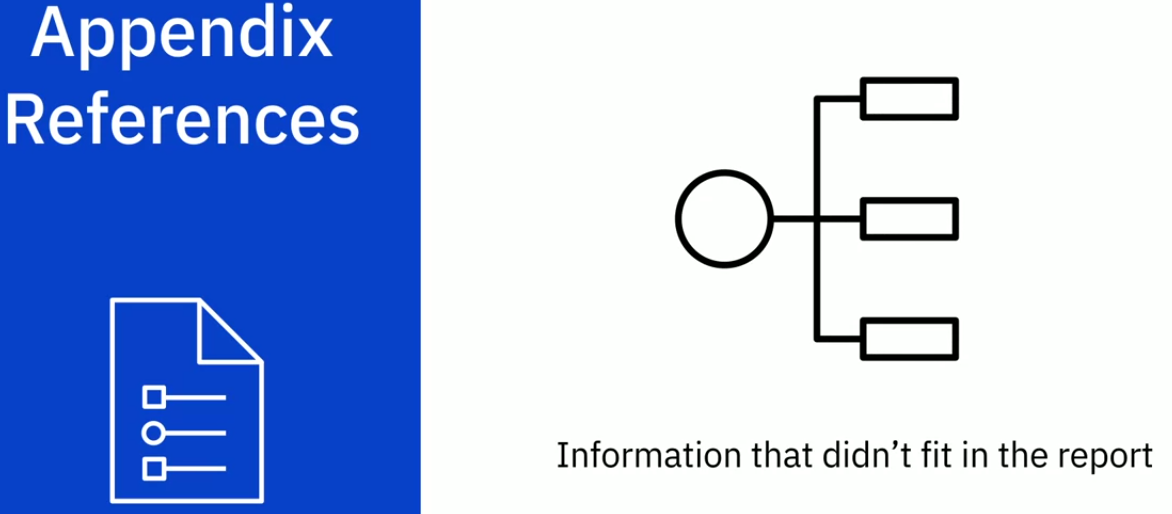 Appendix
References
Information that didn't fit in the report